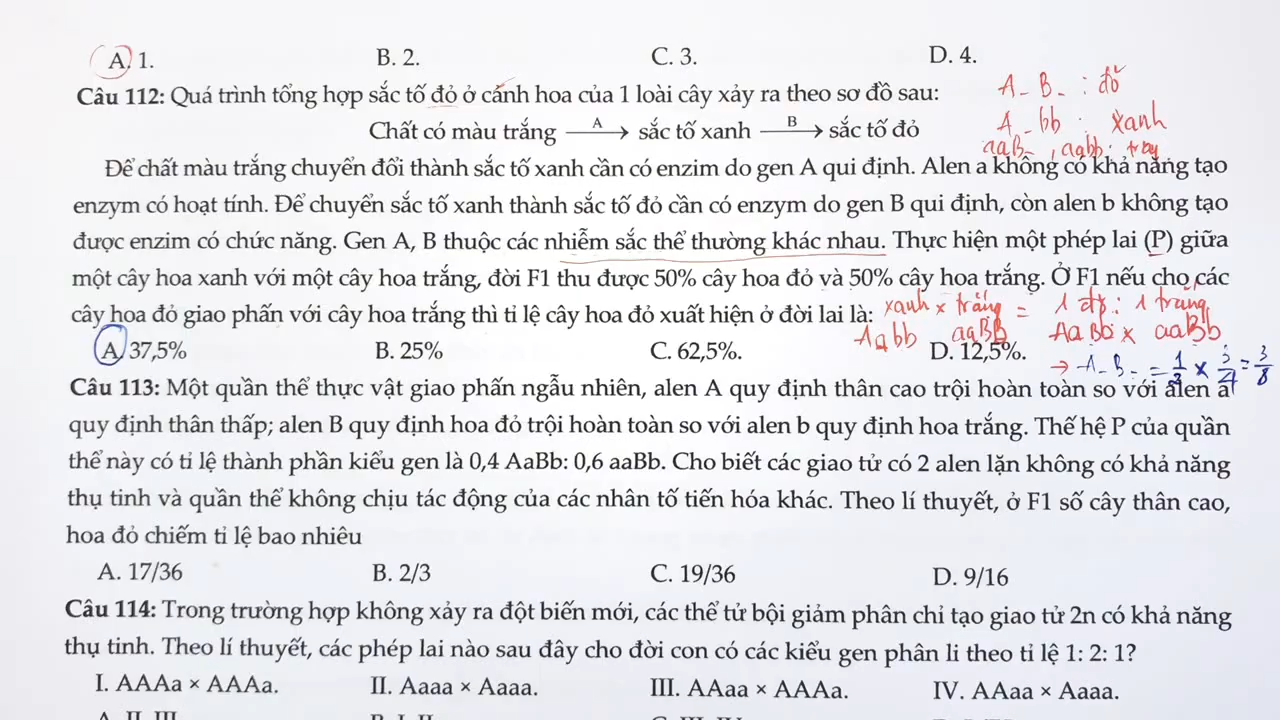 A. 1. B. 2. C. 3. D. 4.
Câu 112: Quá trình tổng hợp sắc tố đỏ ở cánh hoa của 1 loài cây xảy ra theo sơ đồ sau:
A_ B_ : đỏ
Chất có màu trắng —A→ sắc tố xanh —B→ sắc tố đỏ
A_ bb : xanh
aaB_, aabb : trắng
Để chất màu trắng chuyển đổi thành sắc tố xanh cần có enzim do gen A qui định. Alen a không có khả năng tạo
enzym có hoạt tính. Để chuyển sắc tố xanh thành sắc tố đỏ cần có enzym do gen B qui định, còn alen b không tạo
được enzim có chức năng. Gen A, B thuộc các nhiễm sắc thể thường khác nhau. Thực hiện một phép lai (P) giữa
một cây hoa xanh với một cây hoa trắng, đời F1 thu được 50% cây hoa đỏ và 50% cây hoa trắng. Ở F1 nếu cho các
cây hoa đỏ giao phấn với cây hoa trắng thì tỉ lệ cây hoa đỏ xuất hiện ở đời lai là:
xanh x trắng = 1 đỏ : 1 trắng
Aabb aaBB AaBb x aaBb
A. 37,5% B. 25% C. 62,5%. D. 12,5%.
→ A_B_ = 1/2 x 3/4 = 3/8
Câu 113: Một quần thể thực vật giao phấn ngẫu nhiên, alen A quy định thân cao trội hoàn toàn so với alen a
quy định thân thấp; alen B quy định hoa đỏ trội hoàn toàn so với alen b quy định hoa trắng. Thế hệ P của quần
thể này có tỉ lệ thành phần kiểu gen là 0,4 AaBb: 0,6 aaBb. Cho biết các giao tử có 2 alen lặn không có khả năng
thụ tinh và quần thể không chịu tác động của các nhân tố tiến hóa khác. Theo lí thuyết, ở F1 số cây thân cao,
hoa đỏ chiếm tỉ lệ bao nhiêu
A. 17/36 B. 2/3 C. 19/36 D. 9/16
Câu 114: Trong trường hợp không xảy ra đột biến mới, các thể tứ bội giảm phân chỉ tạo giao tử 2n có khả năng
thụ tinh. Theo lí thuyết, các phép lai nào sau đây cho đời con có các kiểu gen phân li theo tỉ lệ 1: 2: 1?
I. AAAa × AAAa. II. Aaaa × Aaaa. III. AAaa × AAAa. IV. AAaa × Aaaa.